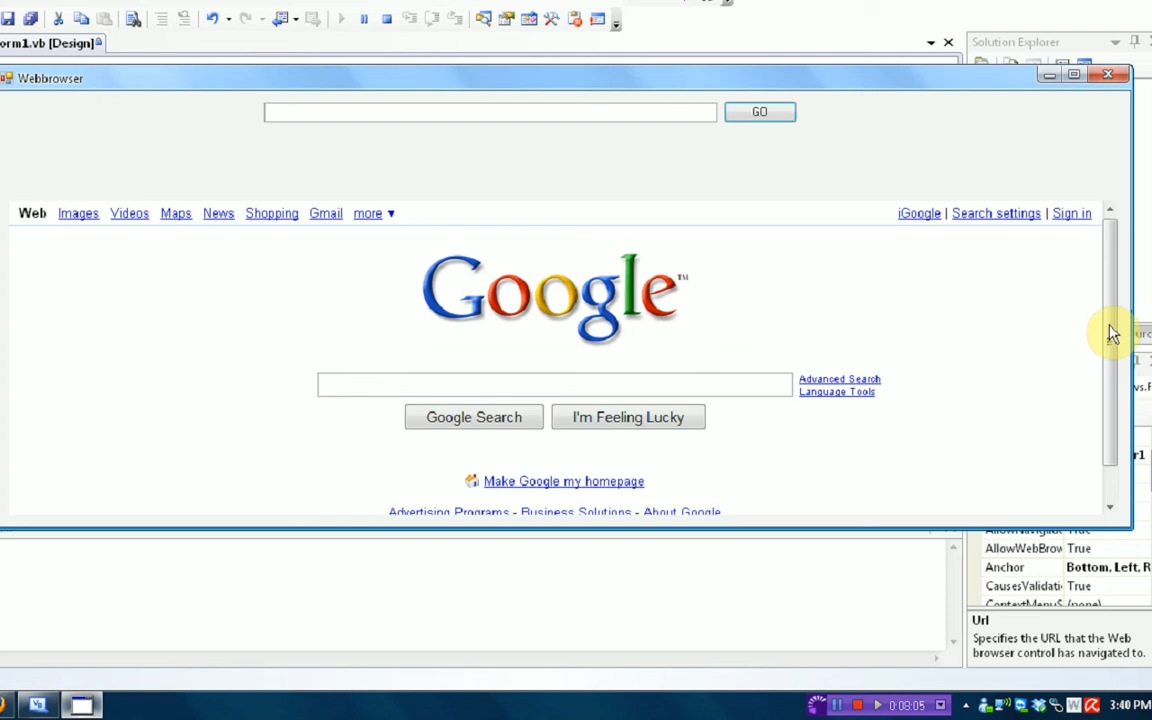 orm1.vb [Design]
Solution Explorer
Webbrowser
GO
Web Images Videos Maps News Shopping Gmail more ▼
iGoogle | Search settings | Sign in
Google™
Advanced Search
Language Tools
Google Search I'm Feeling Lucky
Make Google my homepage
Advertising Programs - Business Solutions - About Google
AllowWebBrow True
Anchor Bottom, Left, R
CausesValidati True
(none)
Url
Specifies the URL that the Web
browser control has navigated to.
0:08:05
3:40 PM